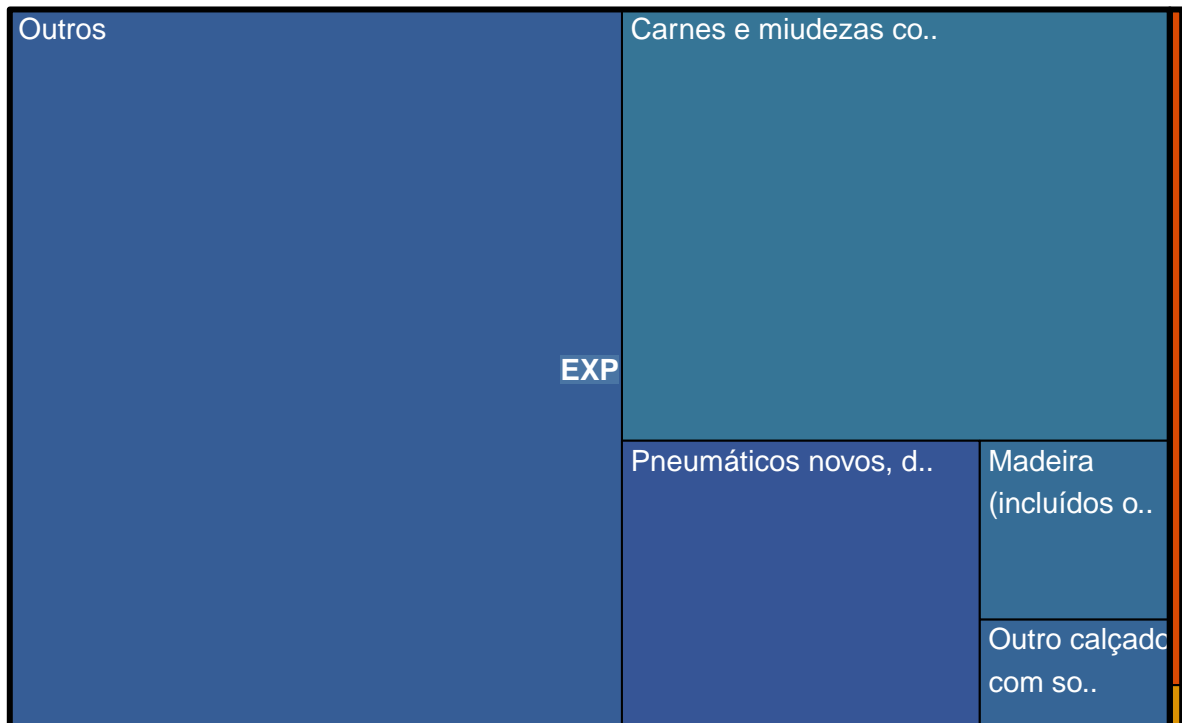 Outros
Carnes e miudezas co..
EXP
Pneumáticos novos, d..
Madeira
(incluídos o..
Outro calçado
com so..